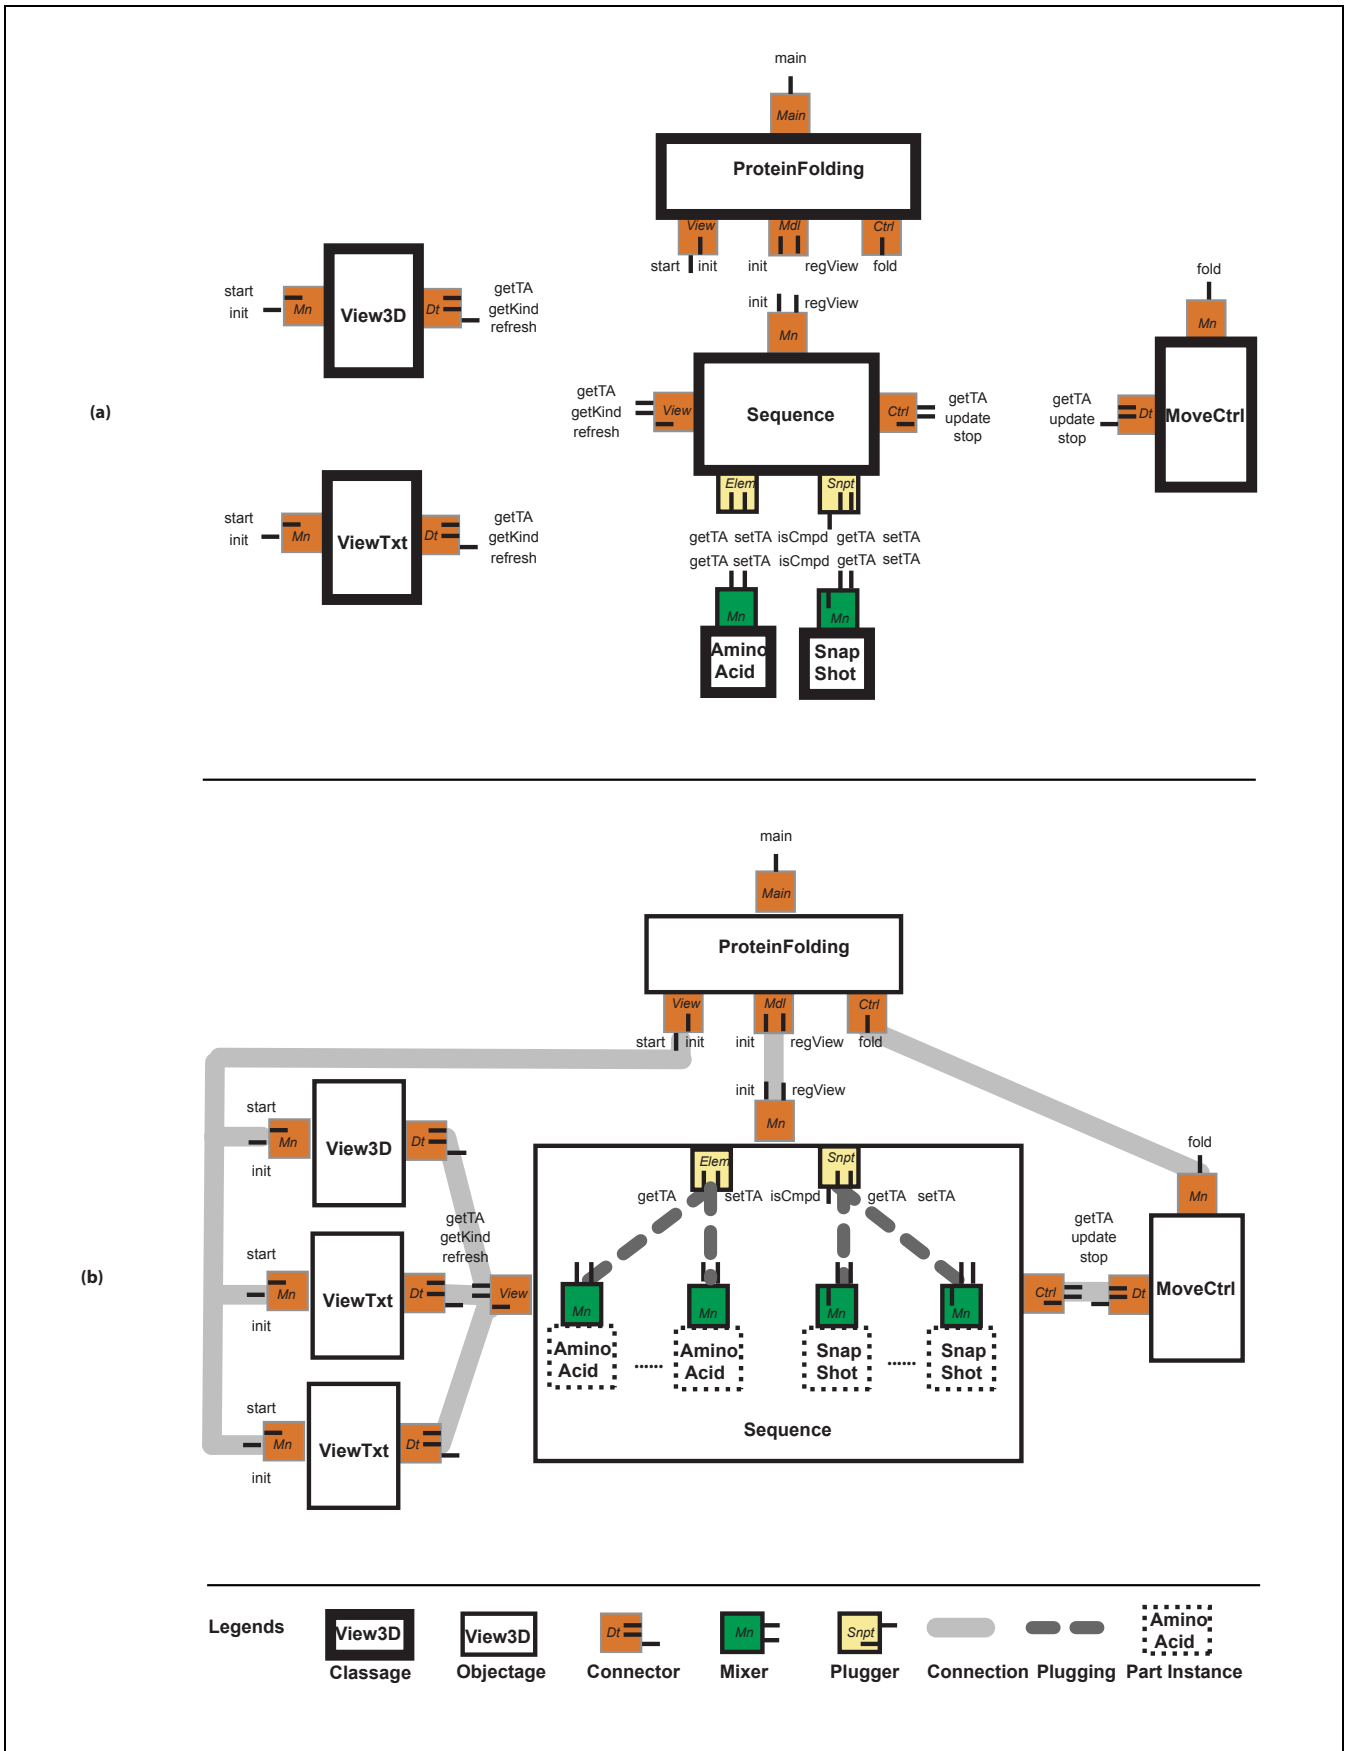 main
Main
ProteinFolding
View Mdl Ctrl
start init init regView fold
init regView
Mn
start
init
Mn
View3D
Dt
getTA
getKind
refresh
getTA
getKind
refresh
View
Sequence
Ctrl
getTA
update
stop
fold
Mn
getTA
update
stop
Dt
MoveCtrl
(a)
Elem Snpt
getTA setTA isCmpd getTA setTA
getTA setTA isCmpd getTA setTA
Mn Mn
Amino
Acid
Snap
Shot
start
init
Mn
ViewTxt
Dt
getTA
getKind
refresh
main
Main
ProteinFolding
View Mdl Ctrl
start init init regView fold
init regView
Mn
start
Mn
init
View3D
Dt
start
Mn
init
ViewTxt
Dt
start
Mn
init
ViewTxt
Dt
getTA
getKind
refresh
View
(b)
Elem Snpt
getTA setTA isCmpd getTA setTA
Mn Mn Mn Mn
Amino
Acid
......
Amino
Acid
Snap
Shot
......
Snap
Shot
Sequence
Ctrl
getTA
update
stop
Dt
fold
Mn
MoveCtrl
Legends
View3D
Classage
View3D
Objectage
Dt
Connector
Mn
Mixer
Snpt
Plugger
Connection
Plugging
Amino
Acid
Part Instance